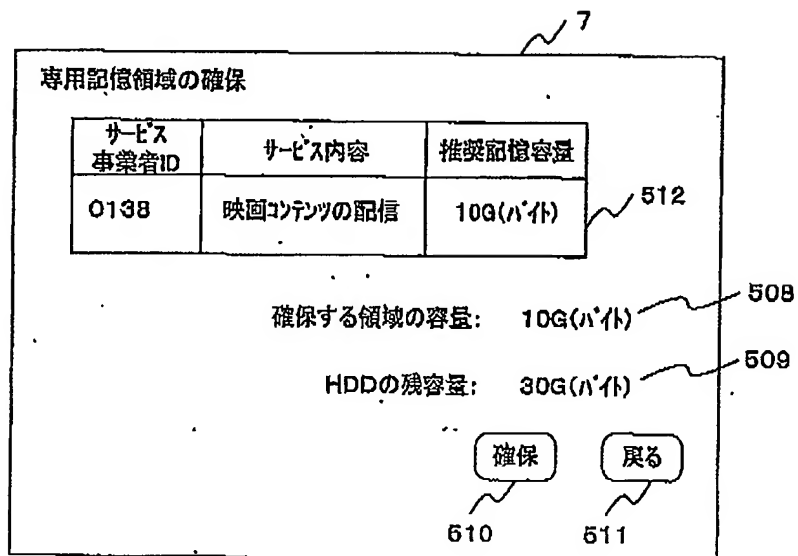 7
専用記憶領域の確保
サービス
事業者ID
サービス内容
推奨記憶容量
0138
映画コンテンツの配信
10G(バイト)
512
確保する領域の容量: 10G(バイト)
508
HDDの残容量: 30G(バイト)
509
確保
戻る
510
511